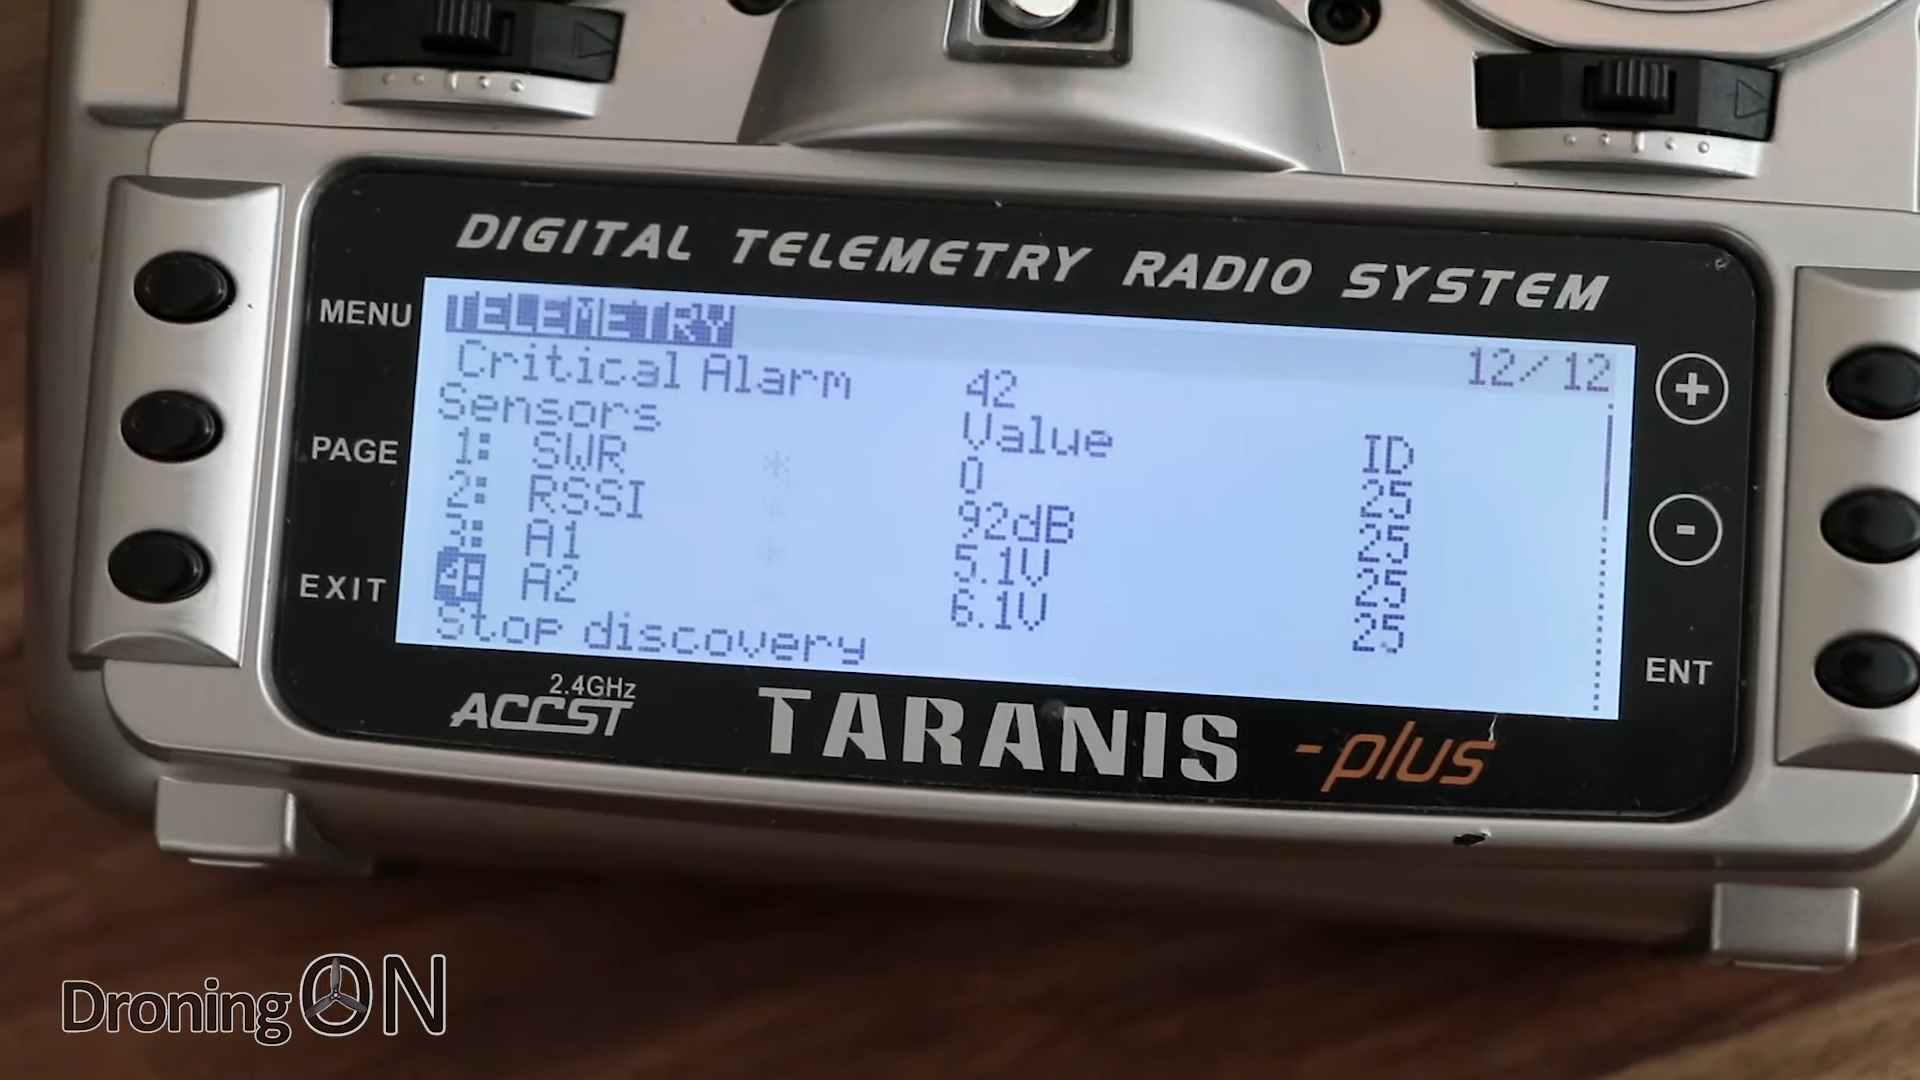 DIGITAL TELEMETRY RADIO SYSTEM
MENU
PAGE
EXIT
TELEMETRY 12/12
Critical Alarm 42
Sensors Value ID
1: SWR * 0 25
2: RSSI * 92dB 25
3: A1 * 5.1V 25
4: A2 6.1V 25
Stop discovery
+
-
ENT
2.4GHz
ACCST
TARANIS -plus
DroningON